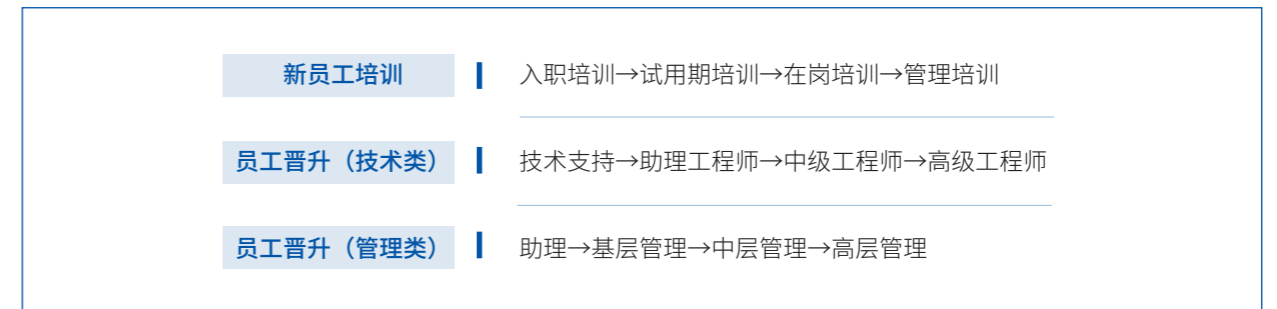 新员工培训 入职培训→试用期培训→在岗培训→管理培训
员工晋升（技术类） 技术支持→助理工程师→中级工程师→高级工程师
员工晋升（管理类） 助理→基层管理→中层管理→高层管理